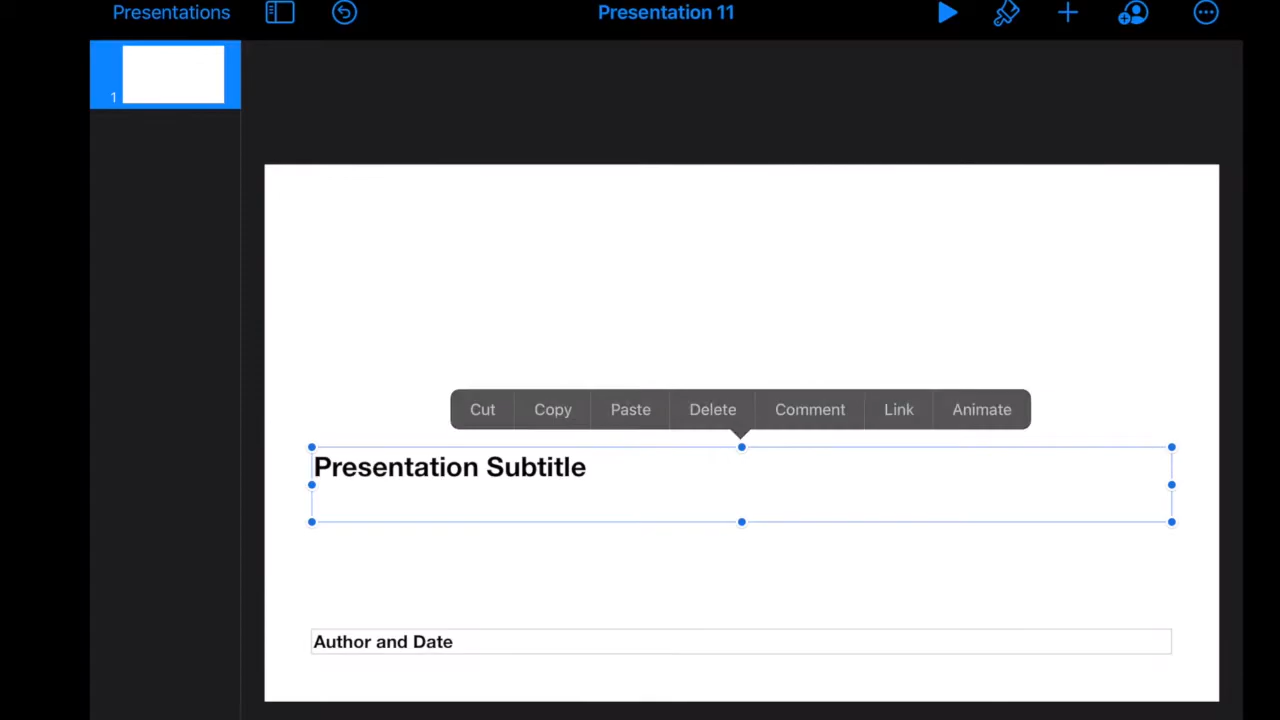 Presentations
Presentation 11
1
Cut Copy Paste Delete Comment Link Animate
Presentation Subtitle
Author and Date